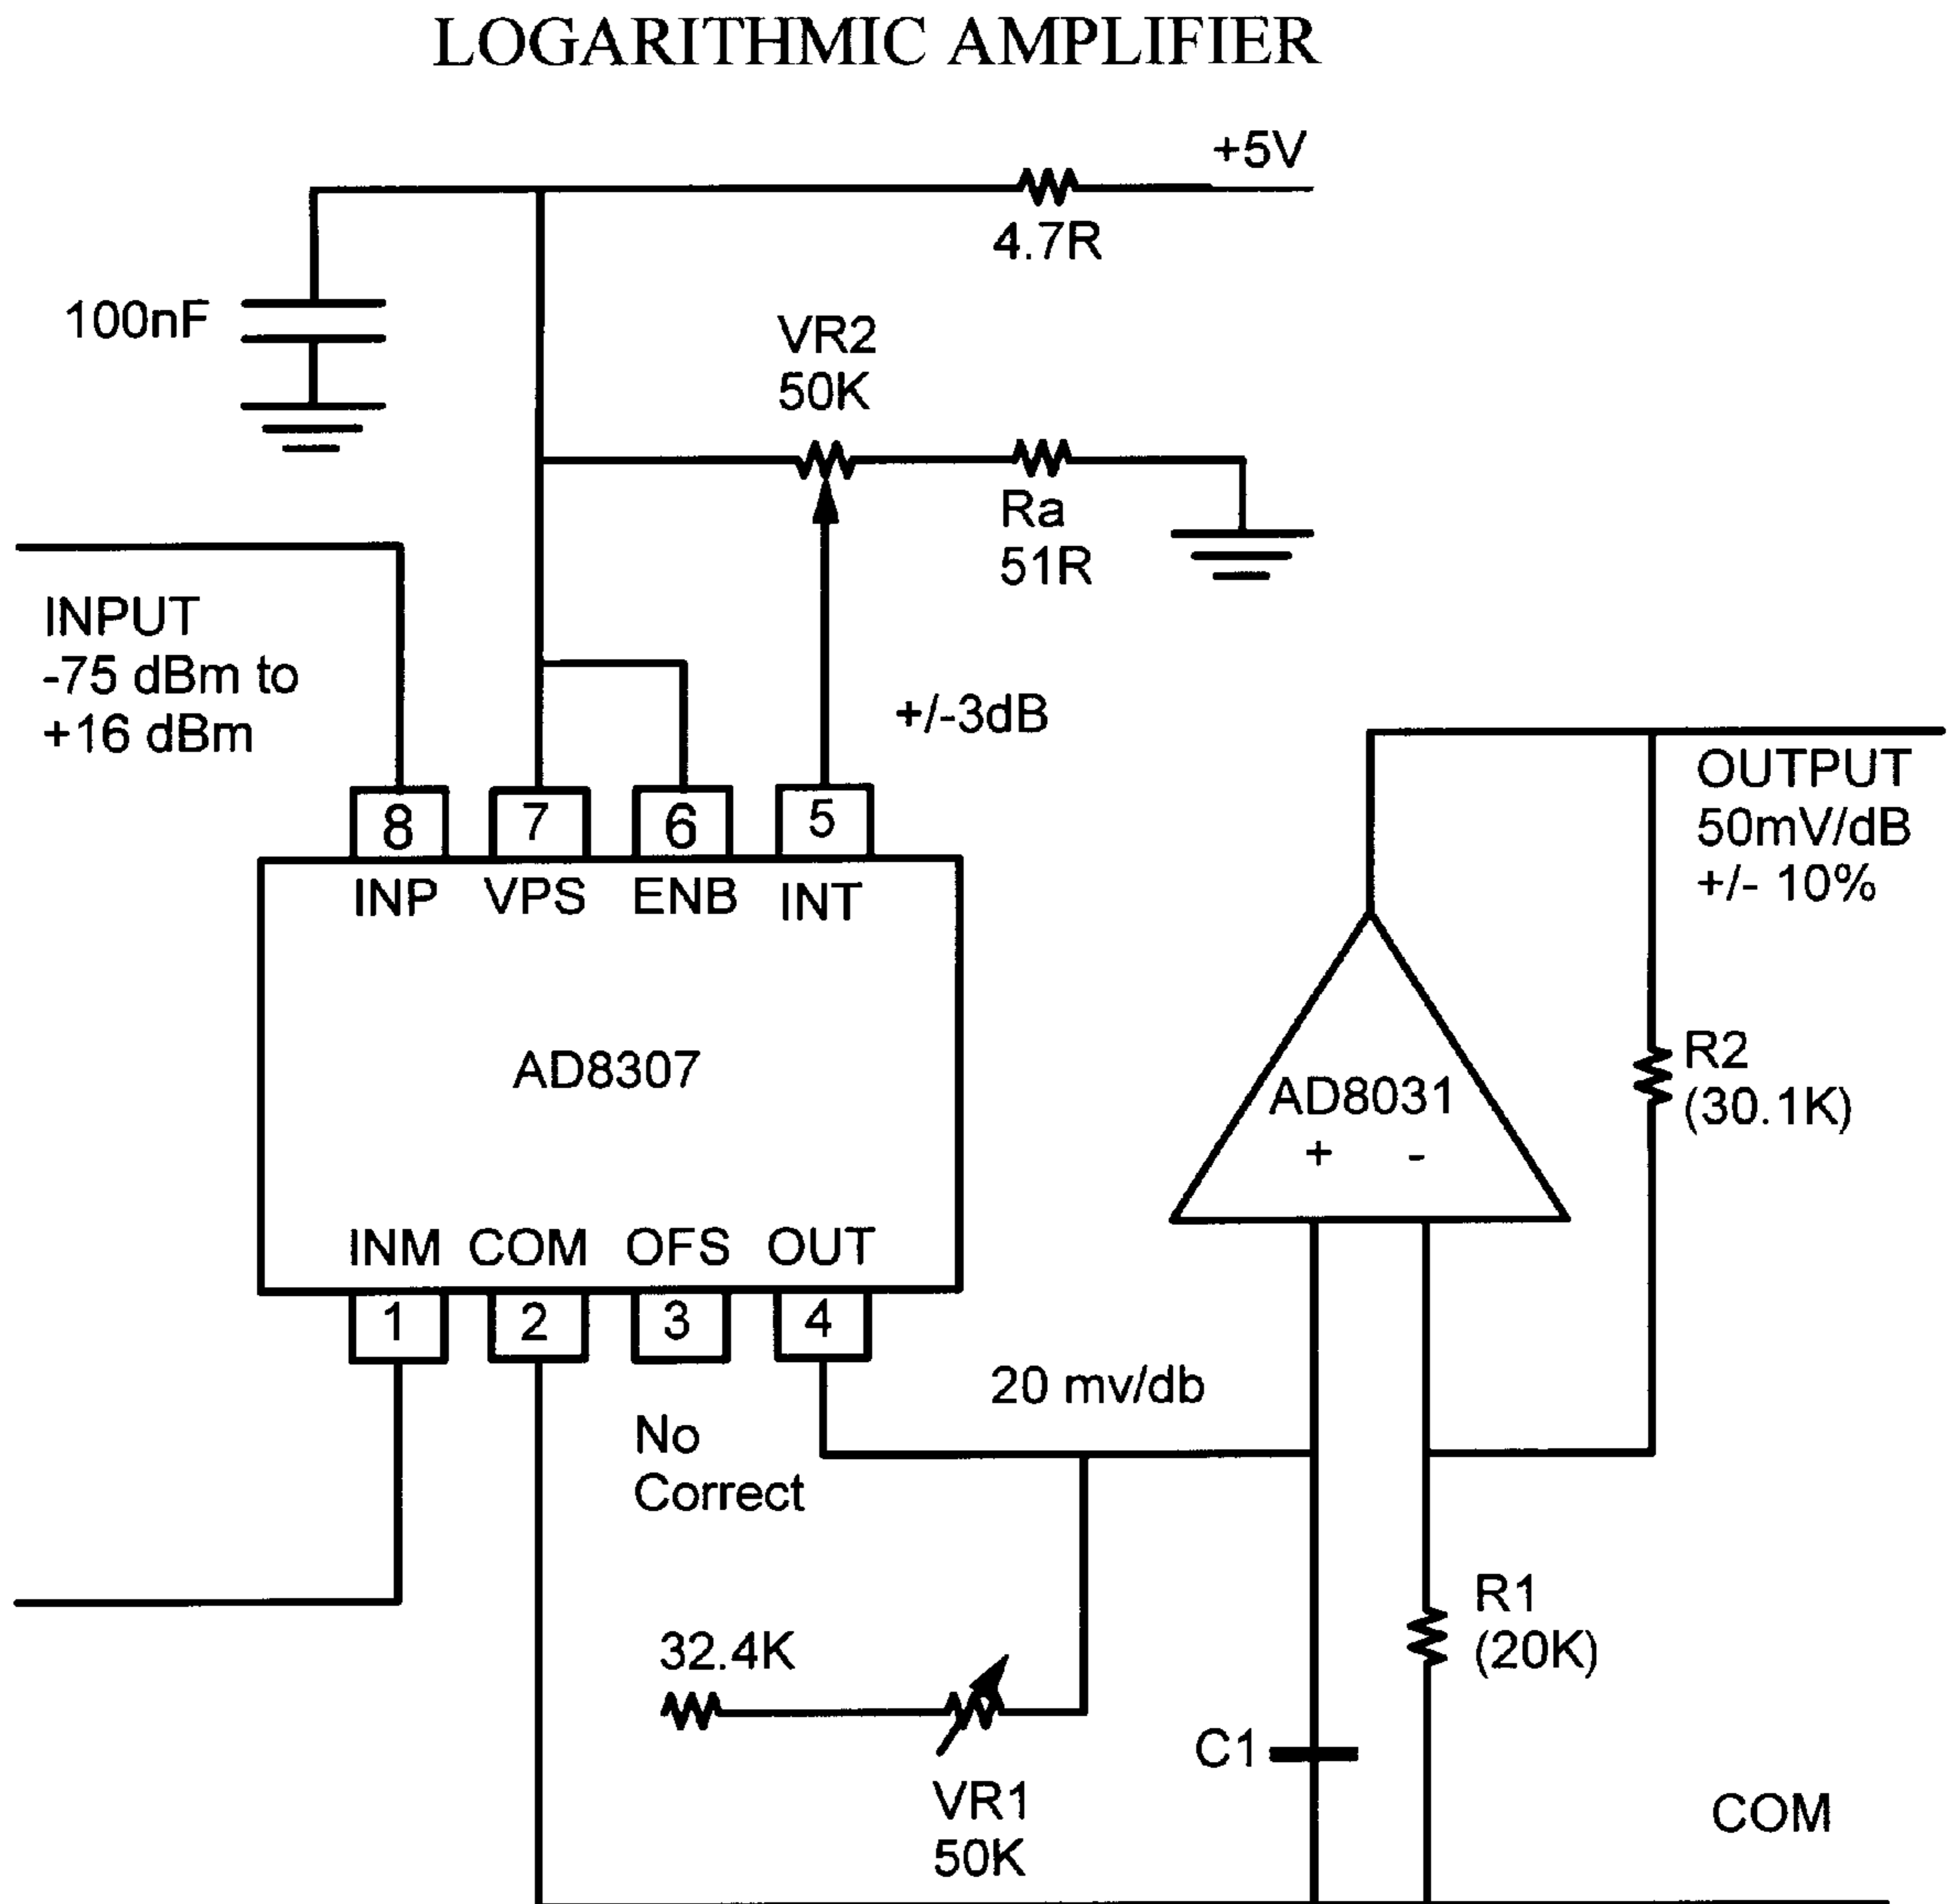 LOGARITHMIC AMPLIFIER
+5V
4.7R
100nF
VR2
50K
Ra
51R
INPUT
-75 dBm to
+16 dBm
+/-3dB
OUTPUT
50mV/dB
+/- 10%
8
7
6
5
INP
VPS
ENB
INT
AD8307
R2
(30.1K)
AD8031
+
-
INM
COM
OFS
OUT
1
2
3
4
20 mv/db
No
Correct
R1
(20K)
32.4K
C1
VR1
50K
COM